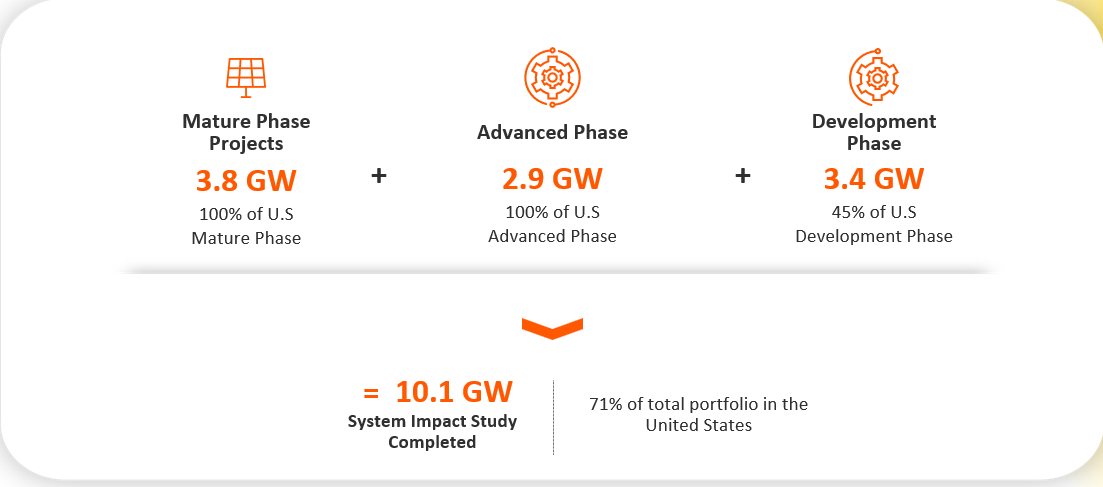 Mature Phase
Projects
3.8 GW
100% of U.S
Mature Phase
+
Advanced Phase
2.9 GW
100% of U.S
Advanced Phase
+
Development
Phase
3.4 GW
45% of U.S
Development Phase
= 10.1 GW
System Impact Study
Completed
71% of total portfolio in the
United States